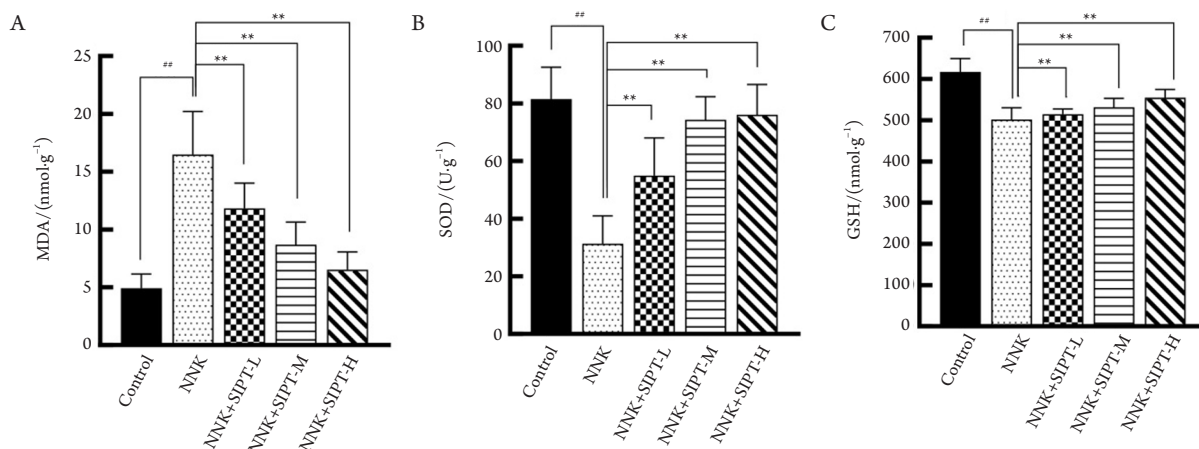 A
MDA/(nmol·g⁻¹)
25
20
15
10
5
0
##
**
**
**
Control
NNK
NNK+SIPT-L
NNK+SIPT-M
NNK+SIPT-H
B
SOD/(U·g⁻¹)
100
80
60
40
20
0
##
**
**
**
Control
NNK
NNK+SIPT-L
NNK+SIPT-M
NNK+SIPT-H
C
GSH/(nmol·g⁻¹)
700
600
500
400
300
200
100
0
##
**
**
**
Control
NNK
NNK+SIPT-L
NNK+SIPT-M
NNK+SIPT-H